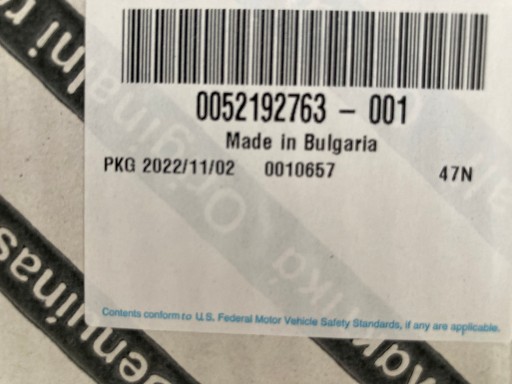 0052192763 - 001
Made in Bulgaria
PKG 2022/11/02 0010657 47N
Contents conform to U.S. Federal Motor Vehicle Safety Standards, if any are applicable.